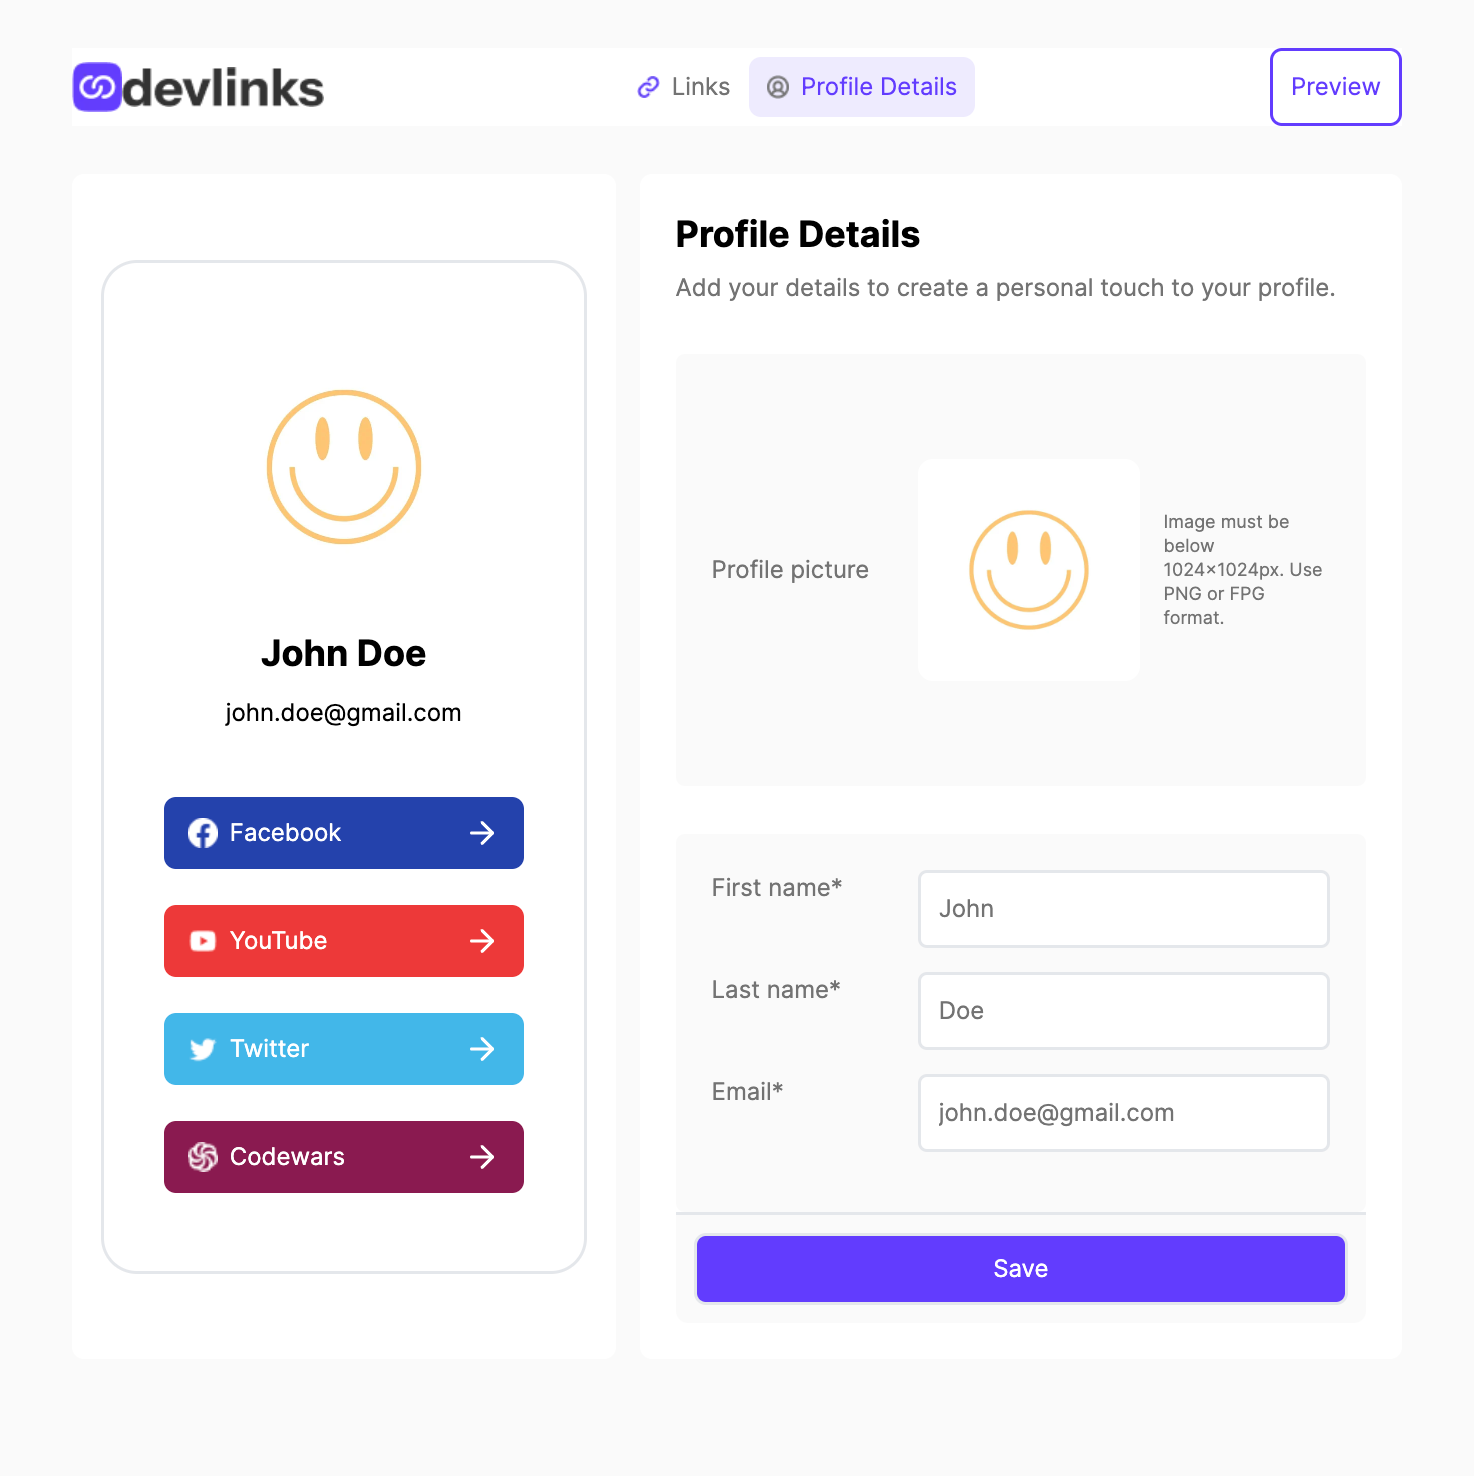 devlinks
Links
Profile Details
Preview
John Doe
john.doe@gmail.com
Facebook
YouTube
Twitter
Codewars
Profile Details
Add your details to create a personal touch to your profile.
Profile picture
Image must be
below
1024×1024px. Use
PNG or FPG
format.
First name*
John
Last name*
Doe
Email*
john.doe@gmail.com
Save